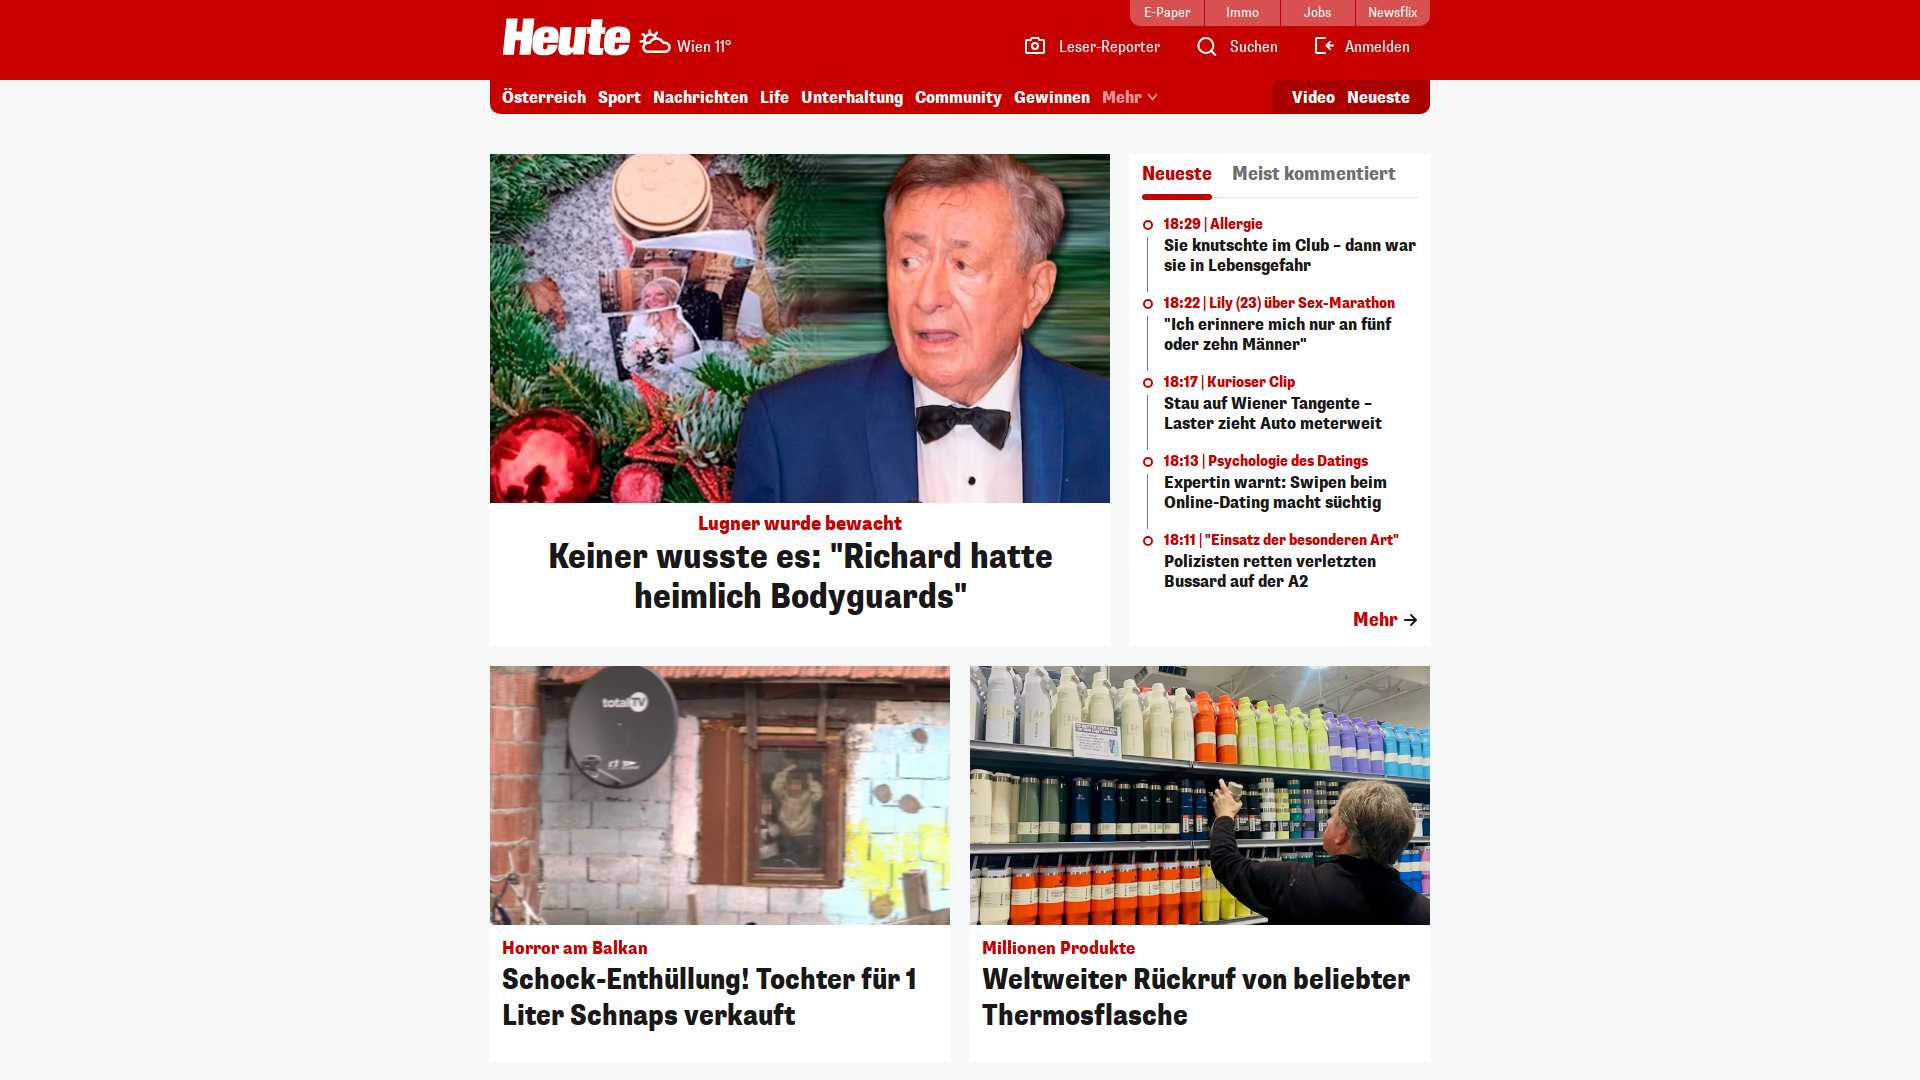 E-Paper
Immo
Jobs
Newsflix
Heute
Wien 11°
Leser-Reporter
Suchen
Anmelden
Österreich
Sport
Nachrichten
Life
Unterhaltung
Community
Gewinnen
Mehr
Video
Neueste
Neueste
Meist kommentiert
18:29 | Allergie
Sie knutschte im Club – dann war
sie in Lebensgefahr
18:22 | Lily (23) über Sex-Marathon
"Ich erinnere mich nur an fünf
oder zehn Männer"
18:17 | Kurioser Clip
Stau auf Wiener Tangente –
Laster zieht Auto meterweit
18:13 | Psychologie des Datings
Expertin warnt: Swipen beim
Online-Dating macht süchtig
18:11 | "Einsatz der besonderen Art"
Polizisten retten verletzten
Bussard auf der A2
Mehr
Lugner wurde bewacht
Keiner wusste es: "Richard hatte
heimlich Bodyguards"
totalTV
Horror am Balkan
Schock-Enthüllung! Tochter für 1
Liter Schnaps verkauft
Millionen Produkte
Weltweiter Rückruf von beliebter
Thermosflasche